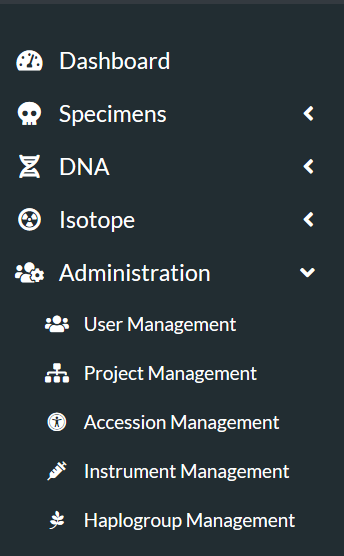 Dashboard
Specimens
DNA
Isotope
Administration
User Management
Project Management
Accession Management
Instrument Management
Haplogroup Management